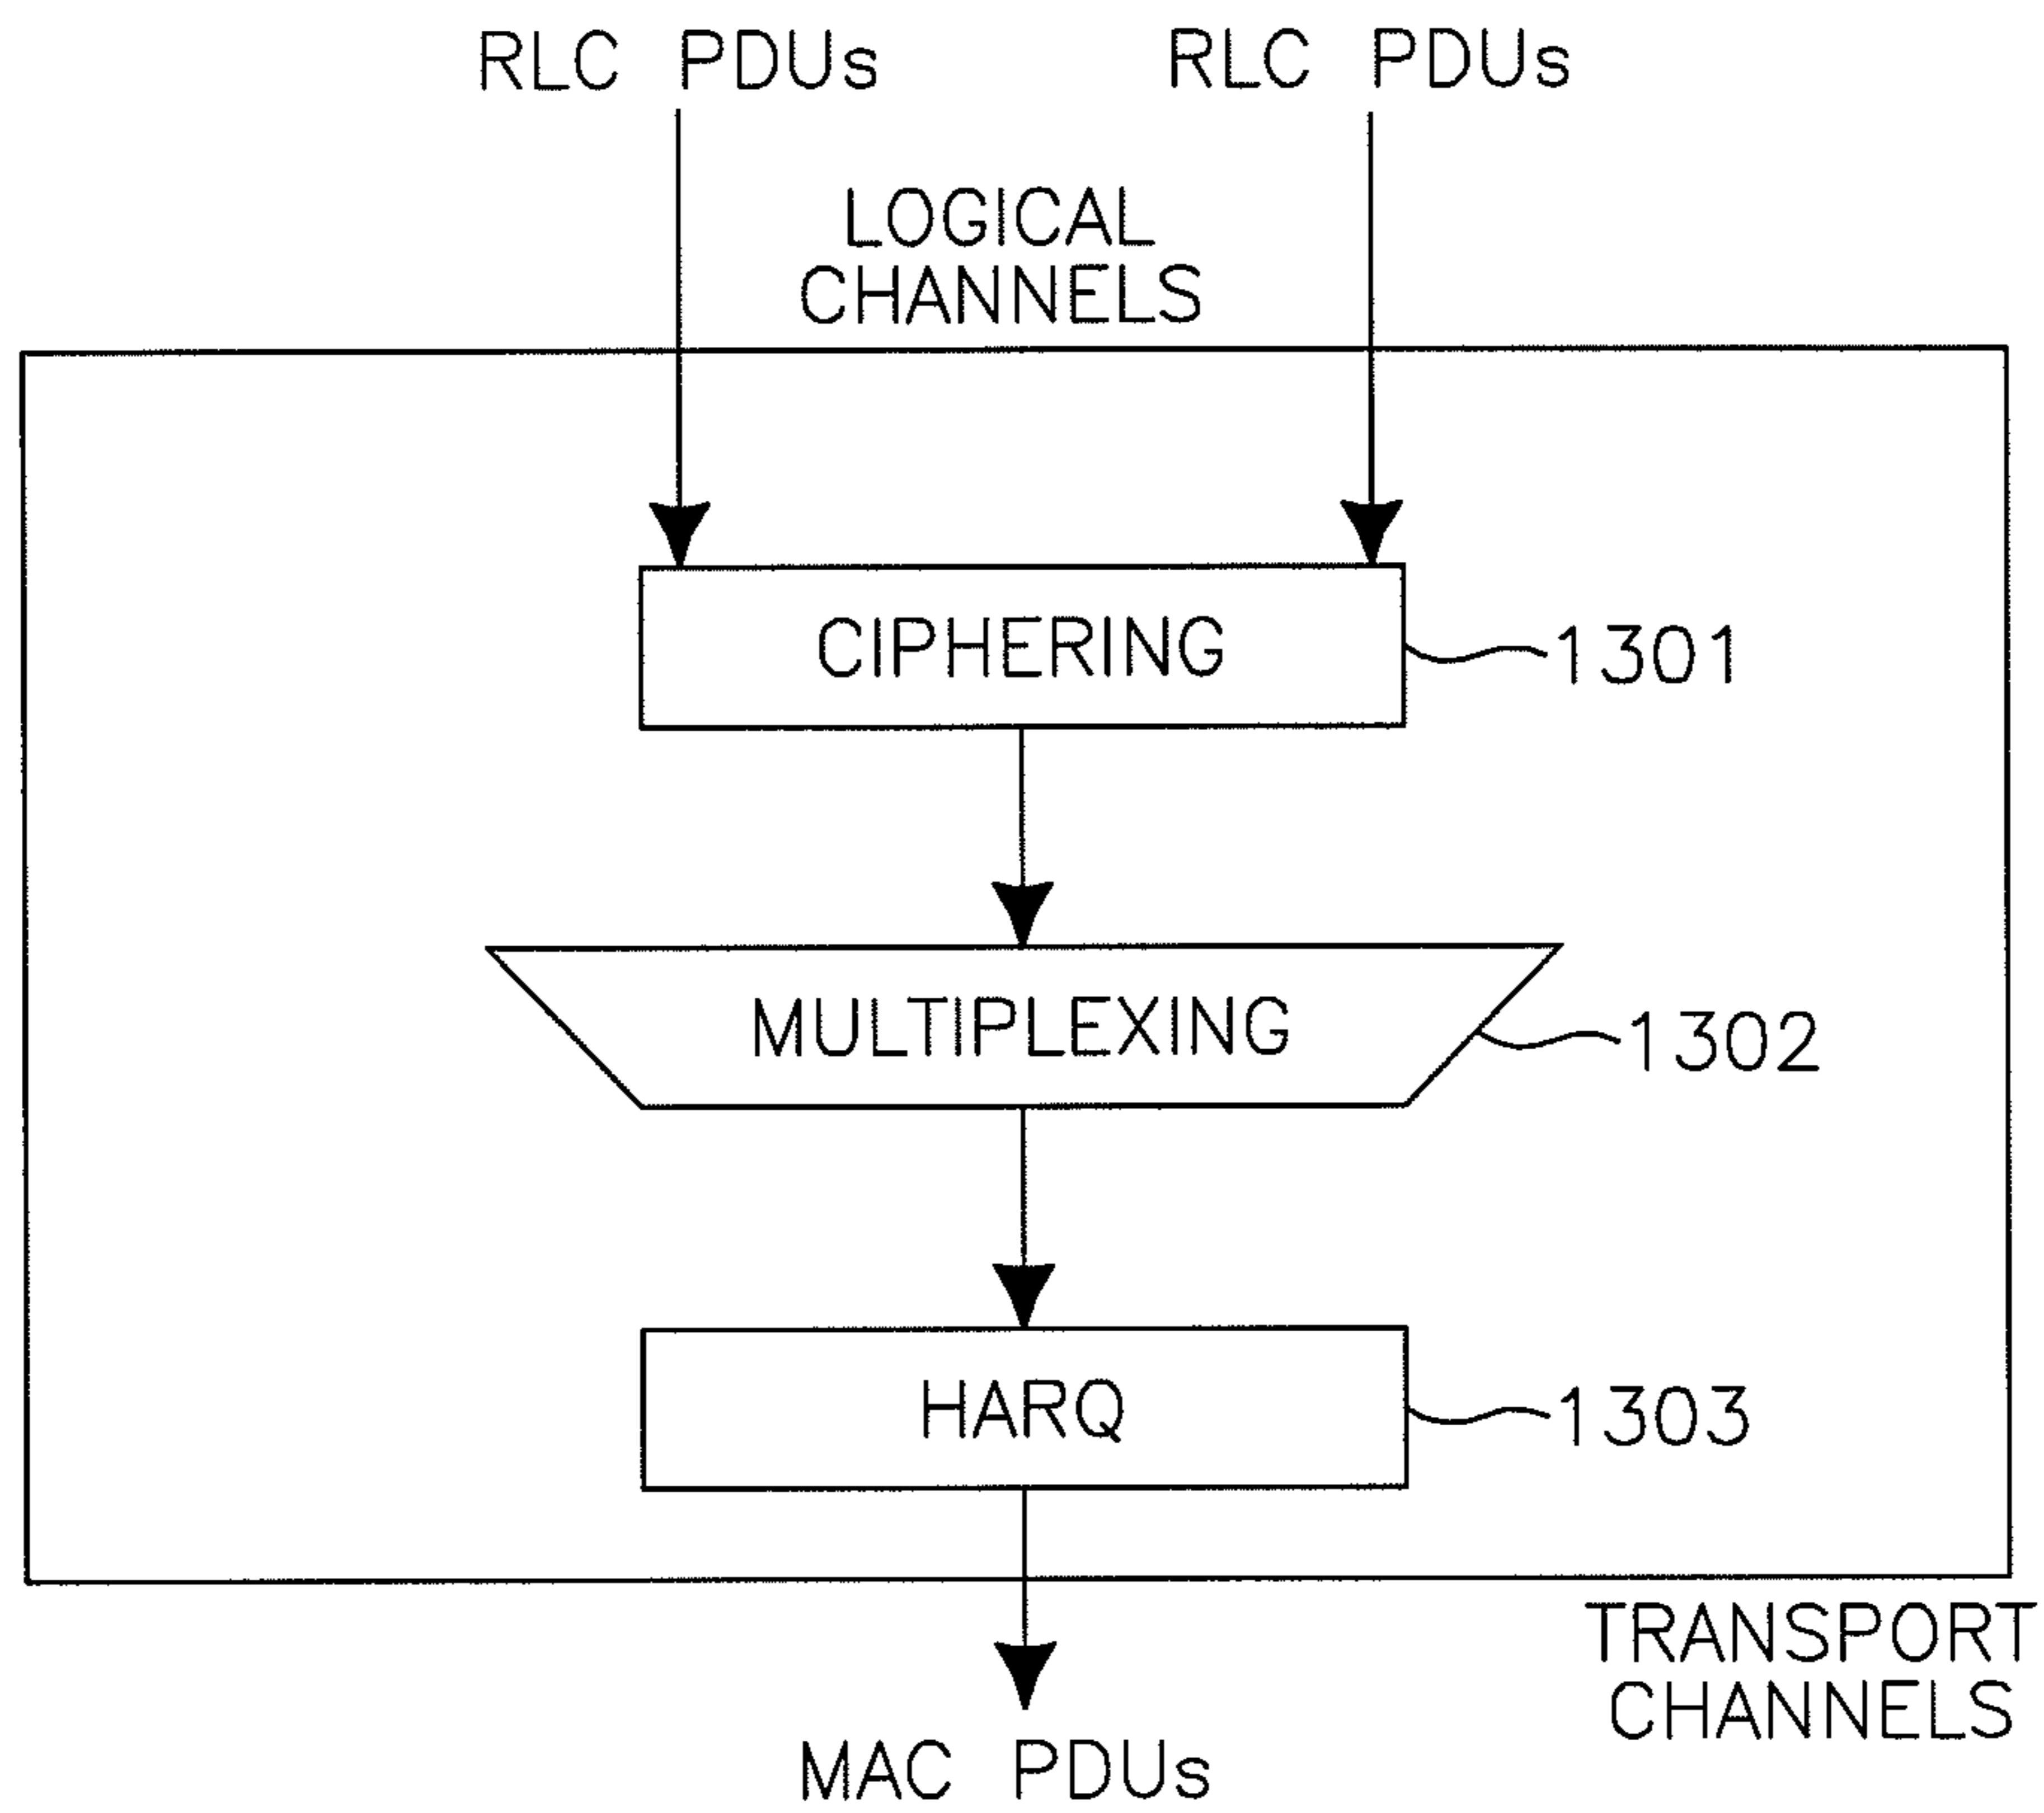 RLC PDUs
RLC PDUs
LOGICAL
CHANNELS
CIPHERING
1301
MULTIPLEXING
1302
HARQ
1303
TRANSPORT
CHANNELS
MAC PDUs